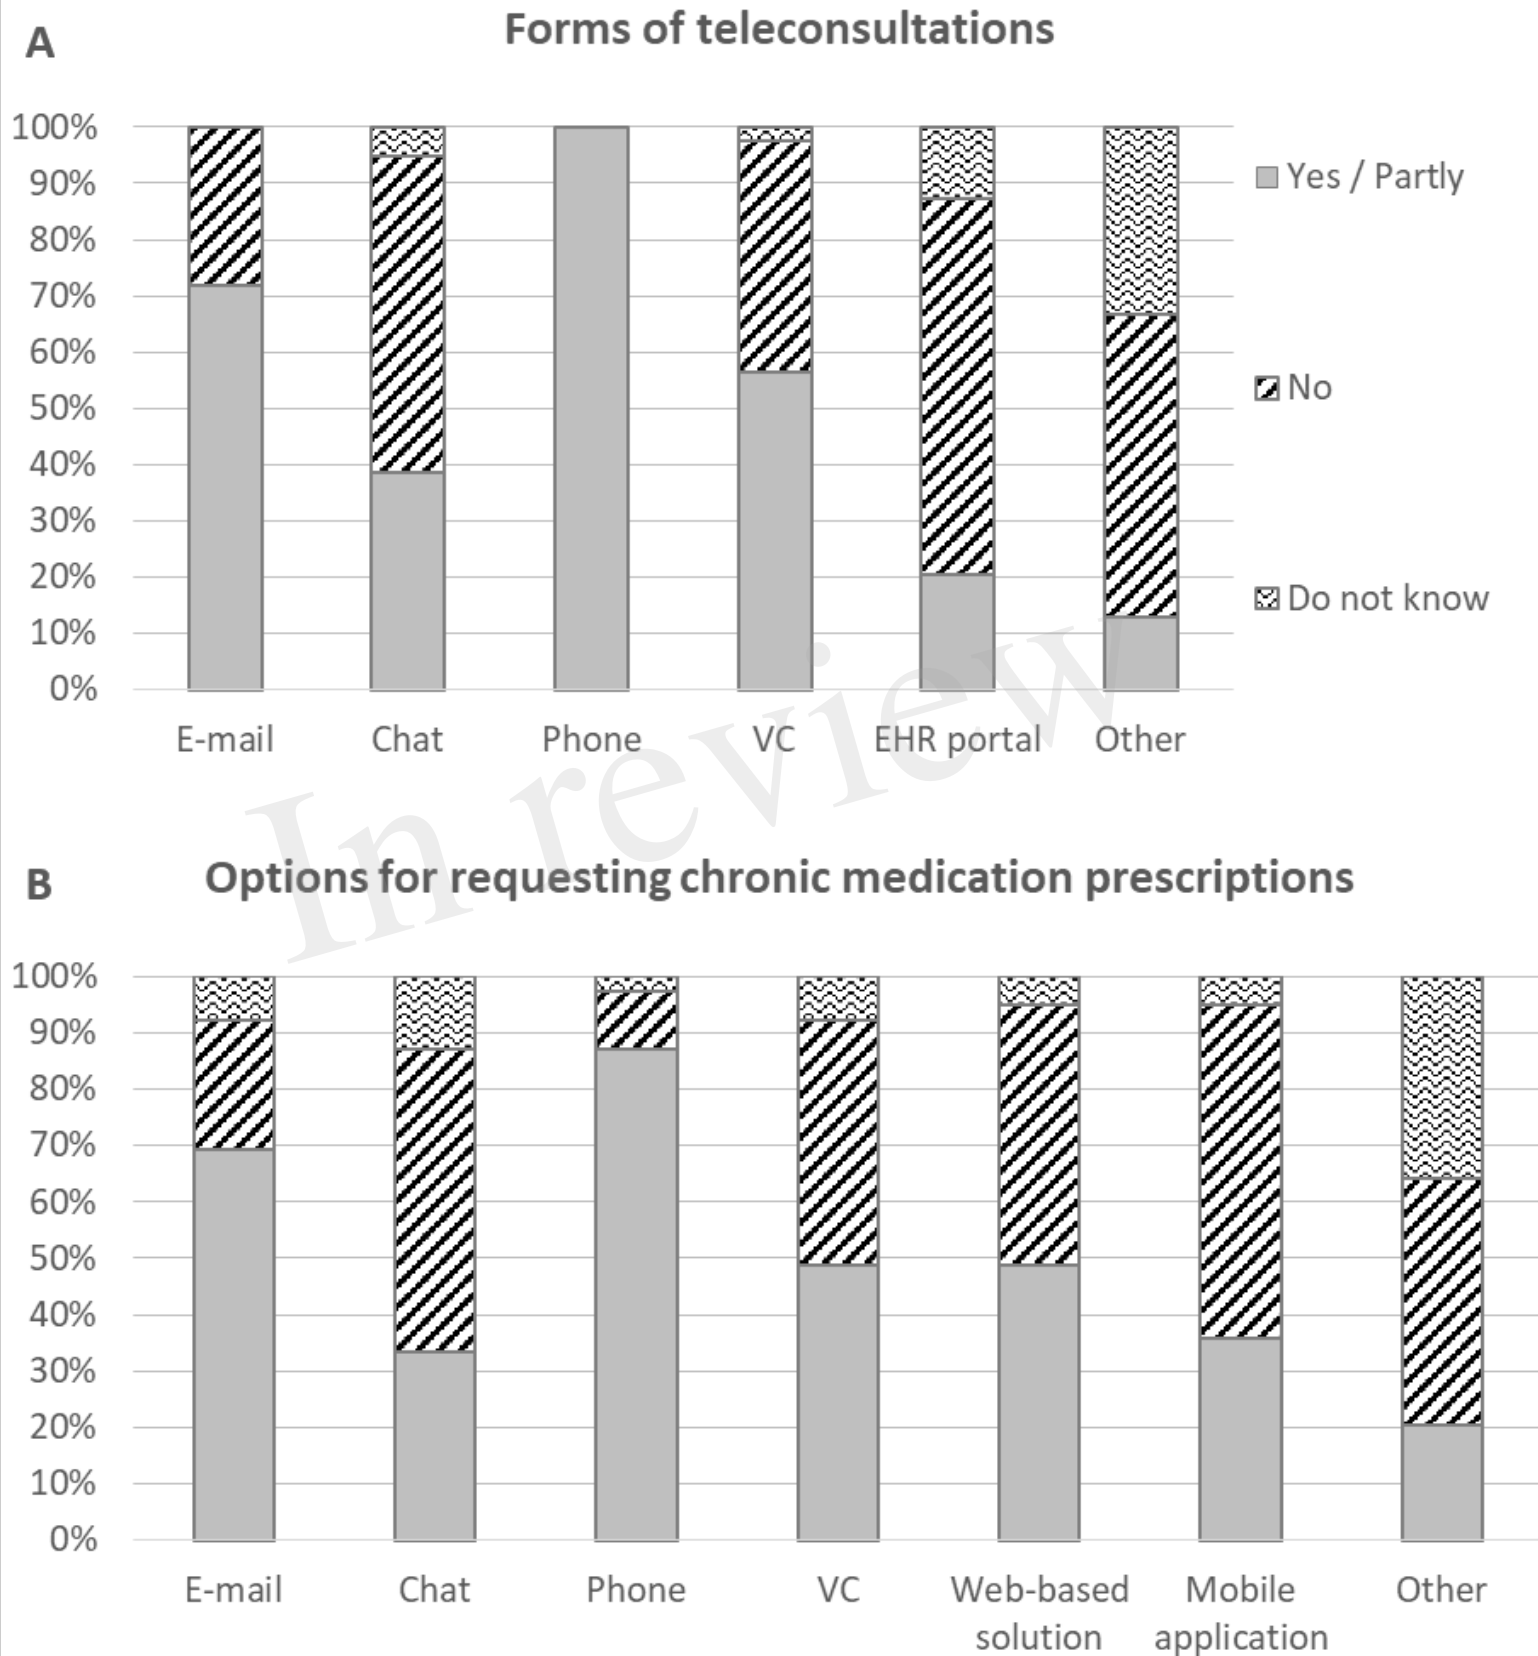 A
Forms of teleconsultations
100%
90%
80%
70%
60%
50%
40%
30%
20%
10%
0%
E-mail Chat Phone VC EHR portal Other
Yes / Partly
No
Do not know
In review
B
Options for requesting chronic medication prescriptions
100%
90%
80%
70%
60%
50%
40%
30%
20%
10%
0%
E-mail Chat Phone VC Web-based Mobile Other
solution application